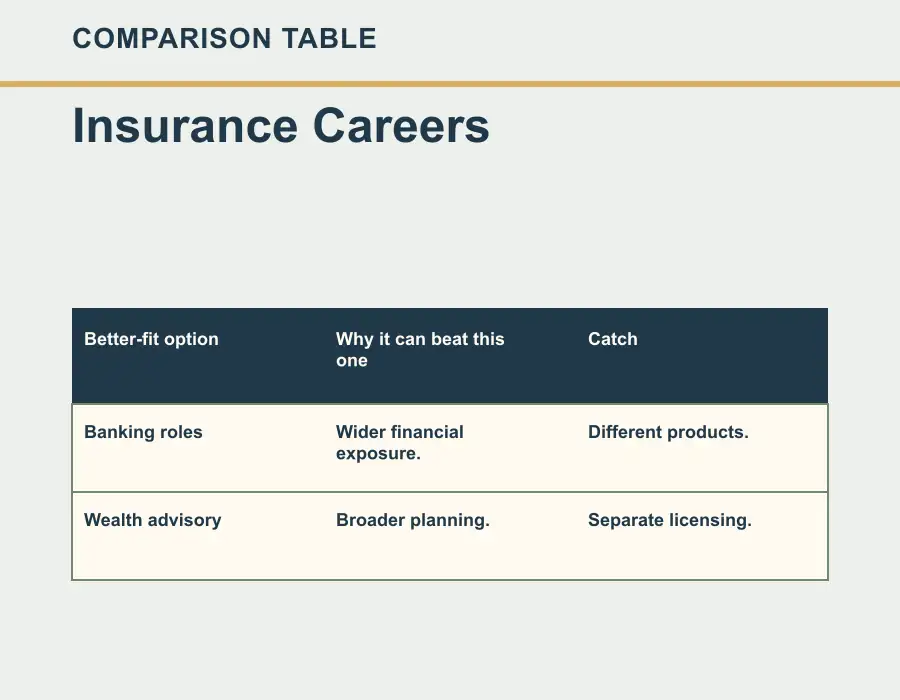 COMPARISON TABLE
Insurance Careers
Better-fit option
Why it can beat this
one
Catch
Banking roles
Wider financial
exposure.
Different products.
Wealth advisory
Broader planning.
Separate licensing.